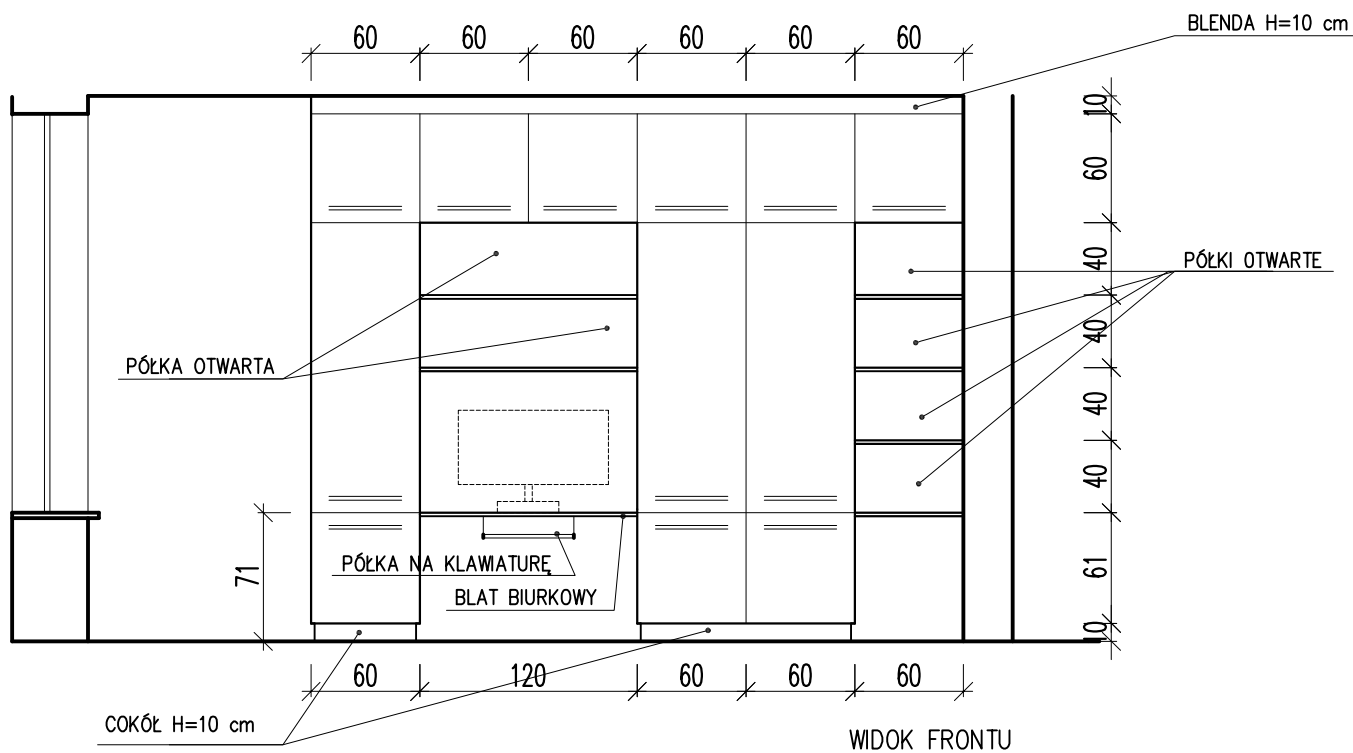 60 60 60 60 60 60
BLENDA H=10 cm
10
60
40
PÓŁKI OTWARTE
40
PÓŁKA OTWARTA
40
40
71
PÓŁKA NA KLAWIATURĘ
61
BLAT BIURKOWY
10
60 120 60 60 60
COKÓŁ H=10 cm
WIDOK FRONTU